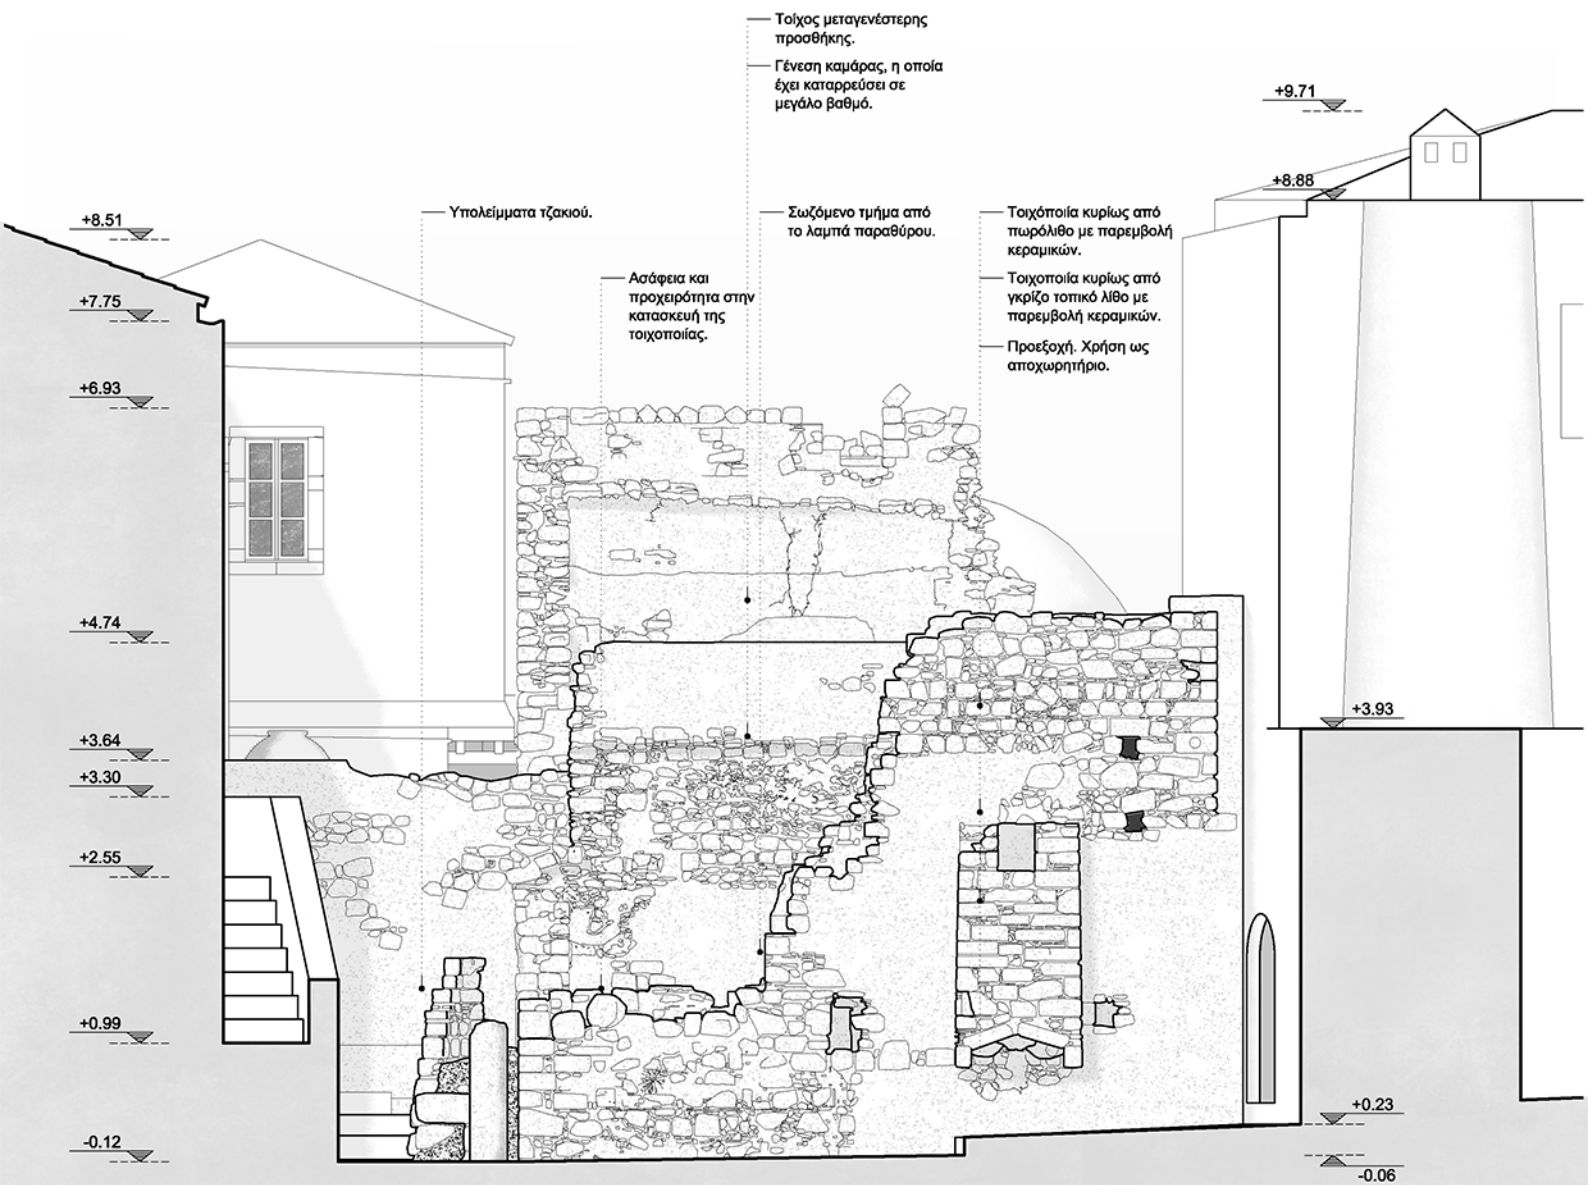 Τοίχος μεταγενέστερης
προσθήκης.
Γένεση καμάρας, η οποία
έχει καταρρεύσει σε
μεγάλο βαθμό.
+9.71
+8.88
+8.51
Υπολείμματα τζακιού.
Σωζόμενο τμήμα από
το λαμπά παραθύρου.
Τοιχόποιία κυρίως από
πωρόλιθο με παρεμβολή
κεραμικών.
Ασάφεια και
προχειρότητα στην
κατασκευή της
τοιχοποιίας.
Τοιχοποιία κυρίως από
γκρίζο τοπικό λίθο με
παρεμβολή κεραμικών.
Προεξοχή. Χρήση ως
αποχωρητήριο.
+7.75
+6.93
+4.74
+3.93
+3.64
+3.30
+2.55
+0.99
+0.23
-0.12
-0.06